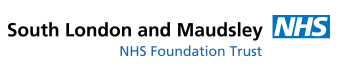 South London and Maudsley NHS
NHS Foundation Trust